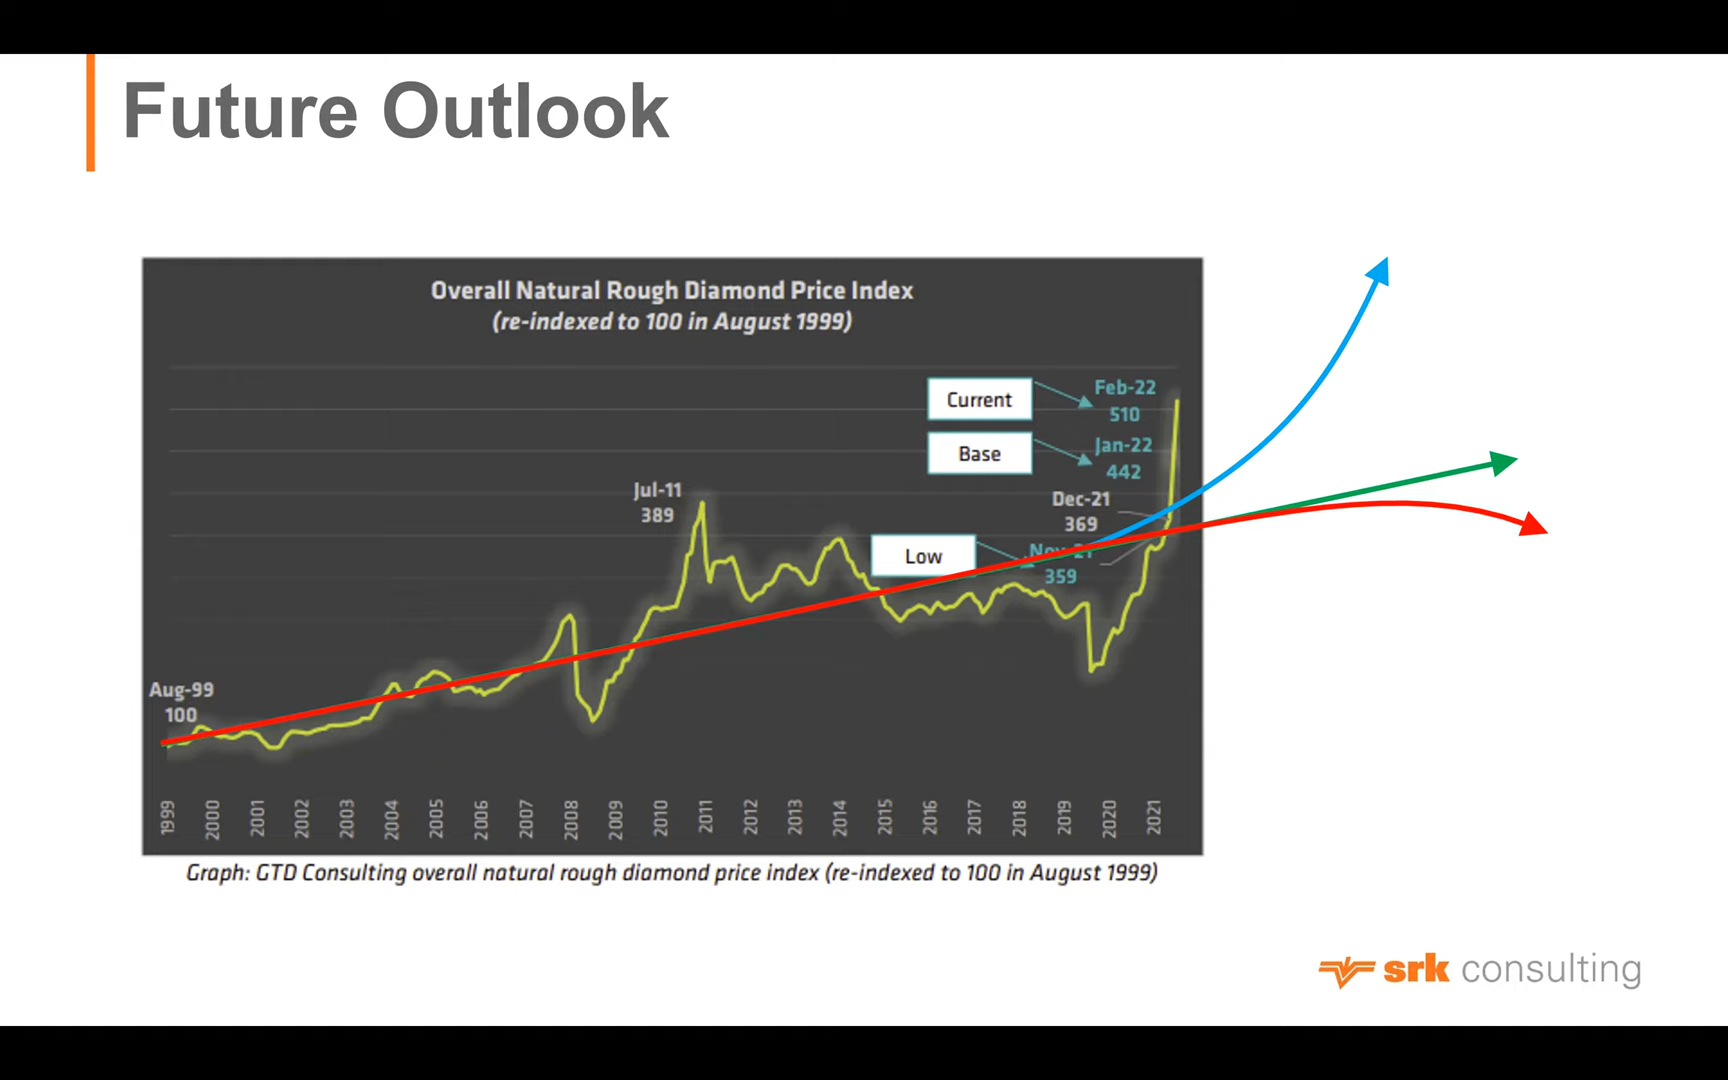 Future Outlook
Overall Natural Rough Diamond Price Index
(re-indexed to 100 in August 1999)
Current
Feb-22
510
Base
Jan-22
442
Jul-11
389
Dec-21
369
Low
Nov-21
359
Aug-99
100
1999 2000 2001 2002 2003 2004 2005 2006 2007 2008 2009 2010 2011 2012 2013 2014 2015 2016 2017 2018 2019 2020 2021
Graph: GTD Consulting overall natural rough diamond price index (re-indexed to 100 in August 1999)
srk consulting